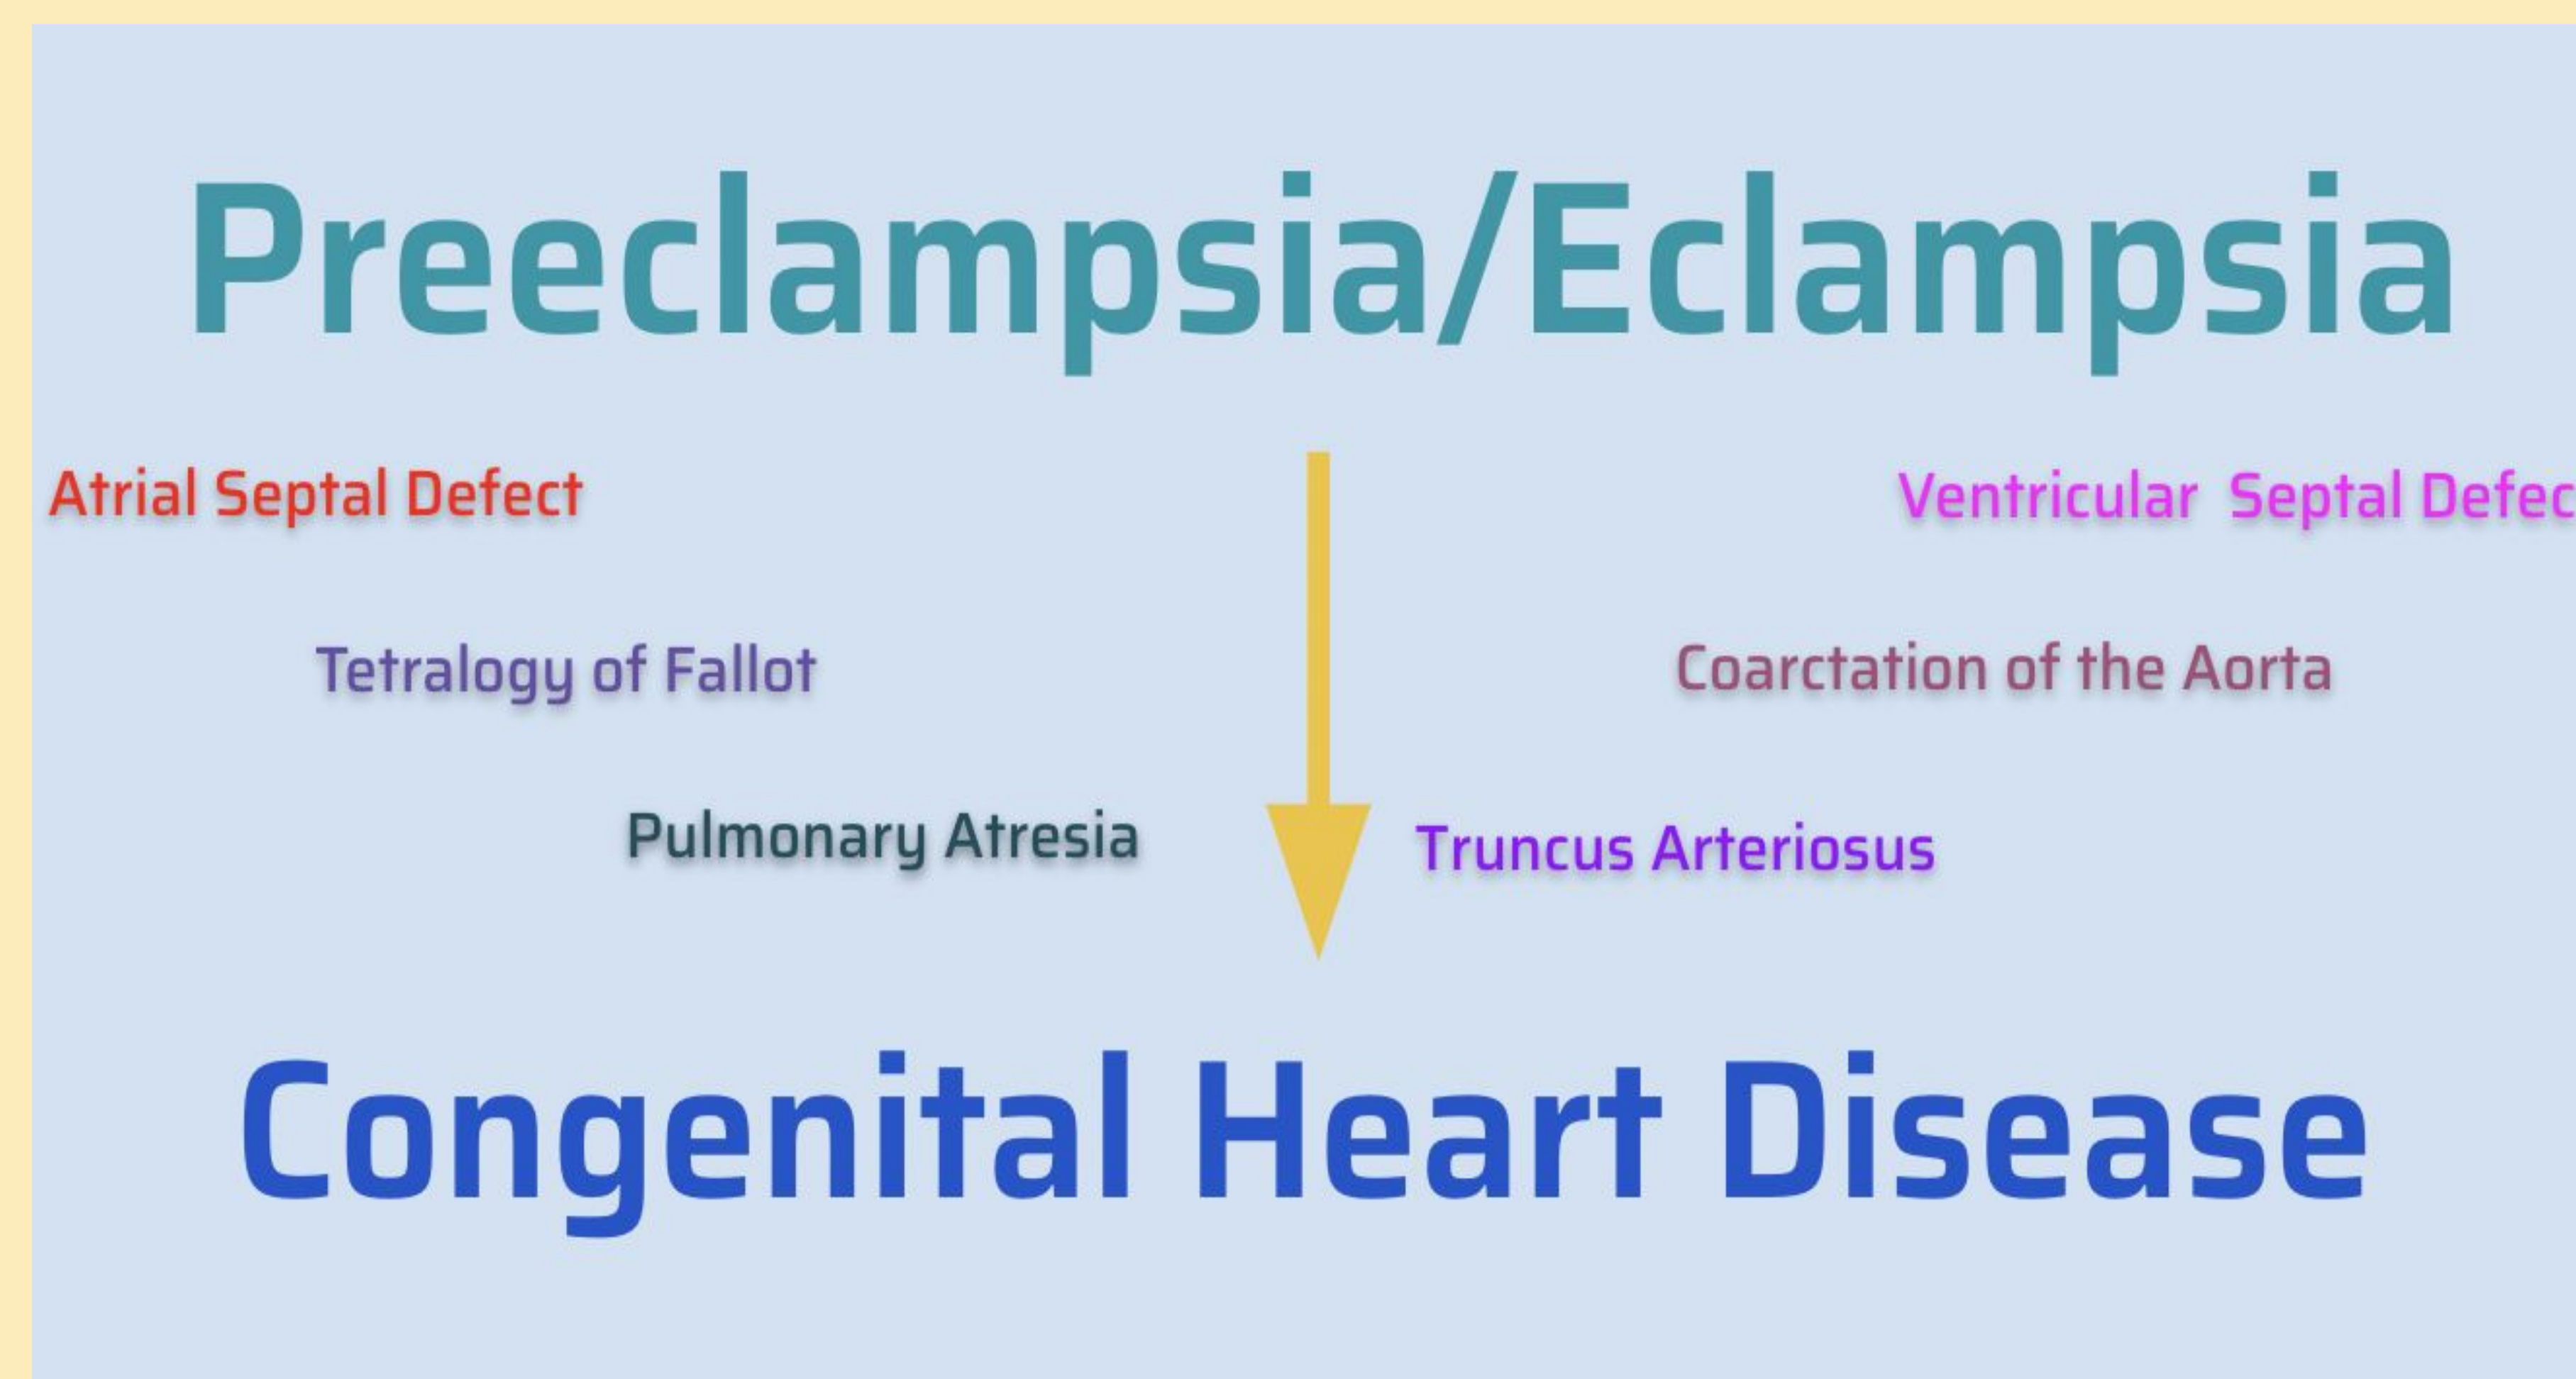 Preeclampsia/Eclampsia
Atrial Septal Defect
Ventricular Septal Defec
Tetralogy of Fallot
Coarctation of the Aorta
Pulmonary Atresia
Truncus Arteriosus
Congenital Heart Disease